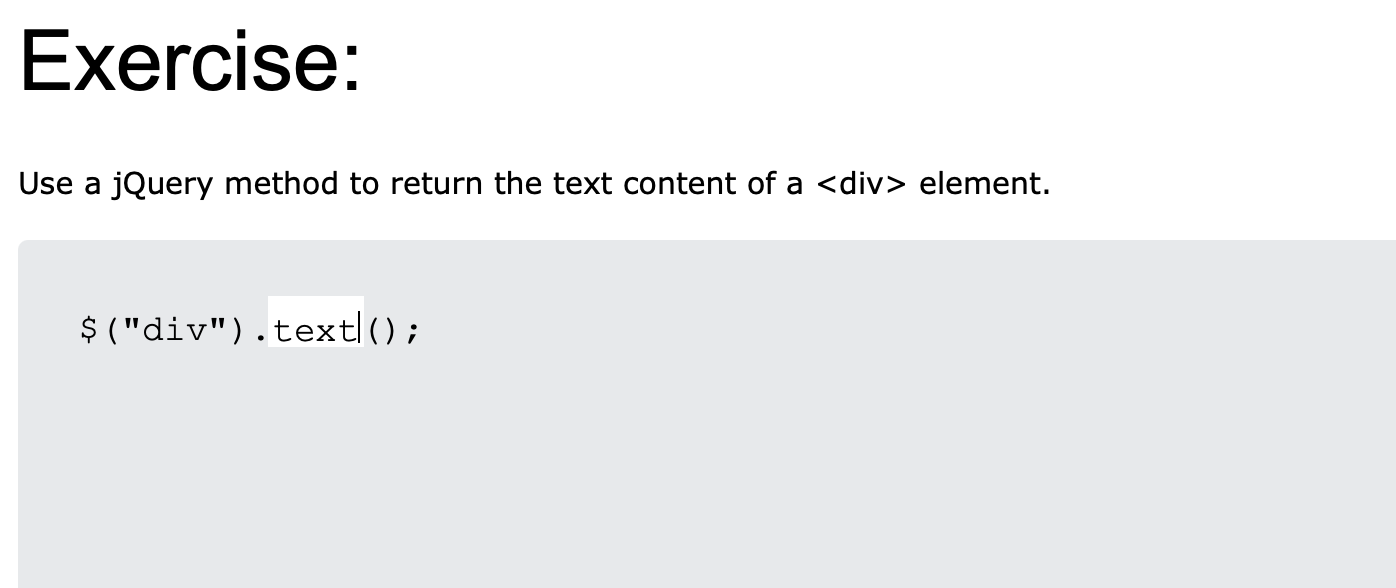 Exercise:
Use a jQuery method to return the text content of a <div> element.
$("div").text();